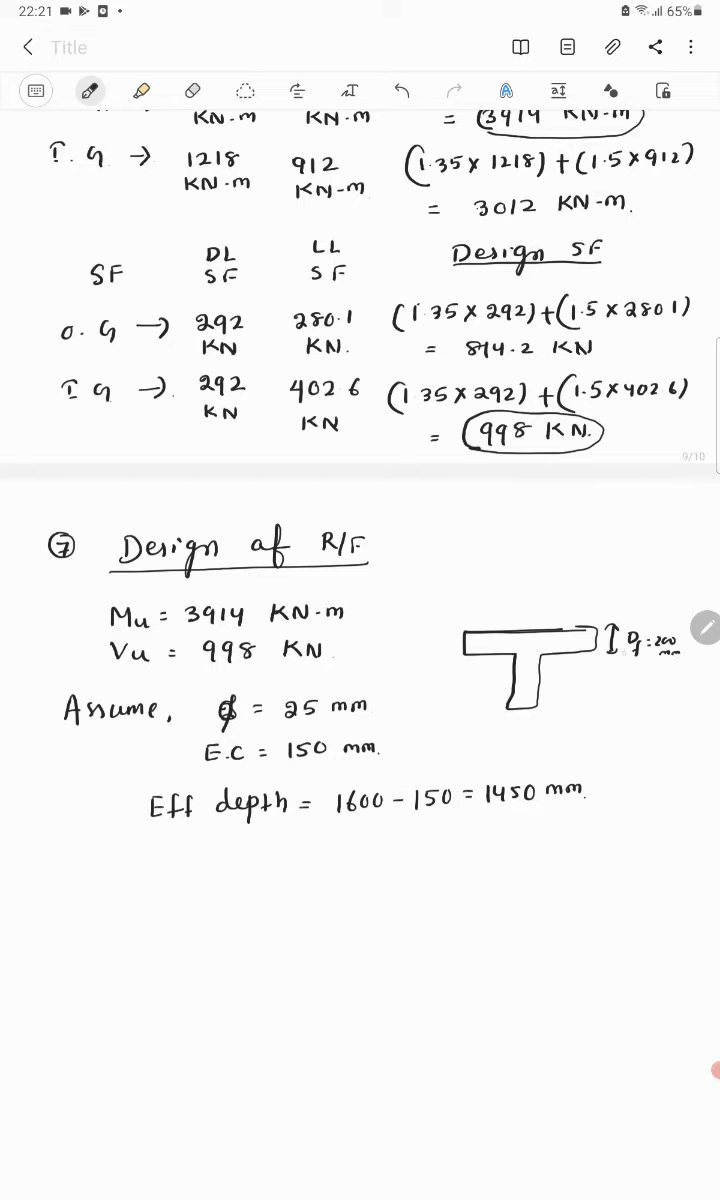 22:21 65%
Title
KN-m KN-m = 3914 KN-m
I. G → 1218 KN-m 912 KN-m (1.35 x 1218) + (1.5 x 912)
= 3012 KN-m.
SF DL SF LL SF Design SF
O. G → 292 KN 280.1 KN. (1.35 x 292) + (1.5 x 280 1)
= 814.2 KN
I G →. 292 KN 402 6 KN (1 35 x 292) + (1.5 x 402 6)
= 998 KN.
9/10
⑦ Design of R/F
Mu = 3914 KN-m
Vu = 998 KN.
Df = 200 mm
Assume, φ = 25 mm
E.C = 150 mm.
Eff depth = 1600 - 150 = 1450 mm.